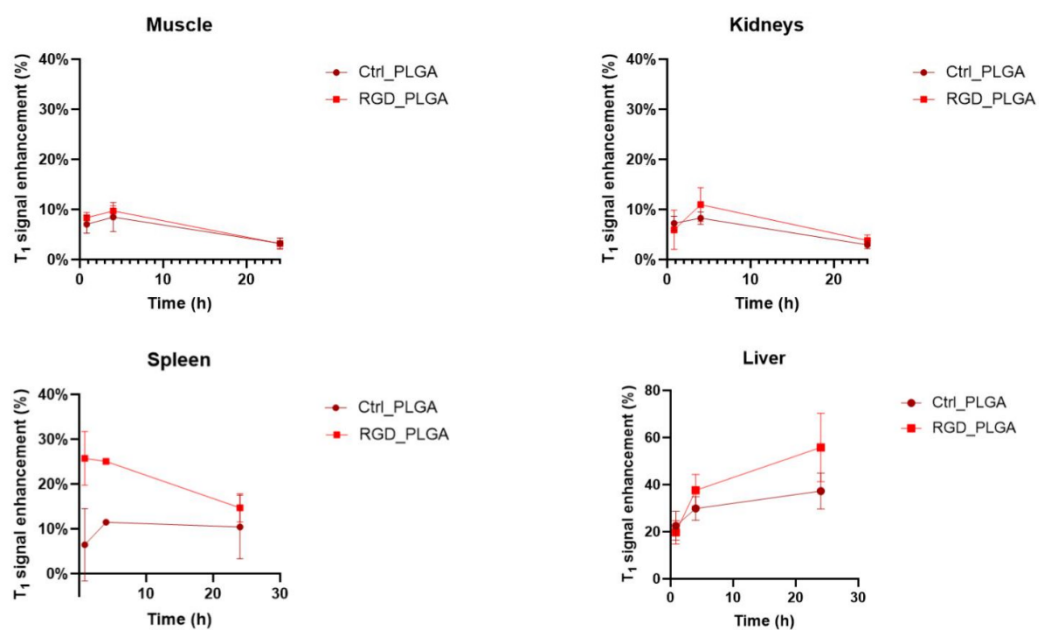 Muscle
40%
30%
20%
10%
0%
0
20
T1 signal enhancement (%)
Time (h)
Ctrl_PLGA
RGD_PLGA
Kidneys
40%
30%
20%
10%
0%
0
20
T1 signal enhancement (%)
Time (h)
Ctrl_PLGA
RGD_PLGA
Spleen
40%
30%
20%
10%
0%
10
20
30
T1 signal enhancement (%)
Time (h)
Ctrl_PLGA
RGD_PLGA
Liver
80
60
40
20
0
0
10
20
30
T1 signal enhancement (%)
Time (h)
Ctrl_PLGA
RGD_PLGA